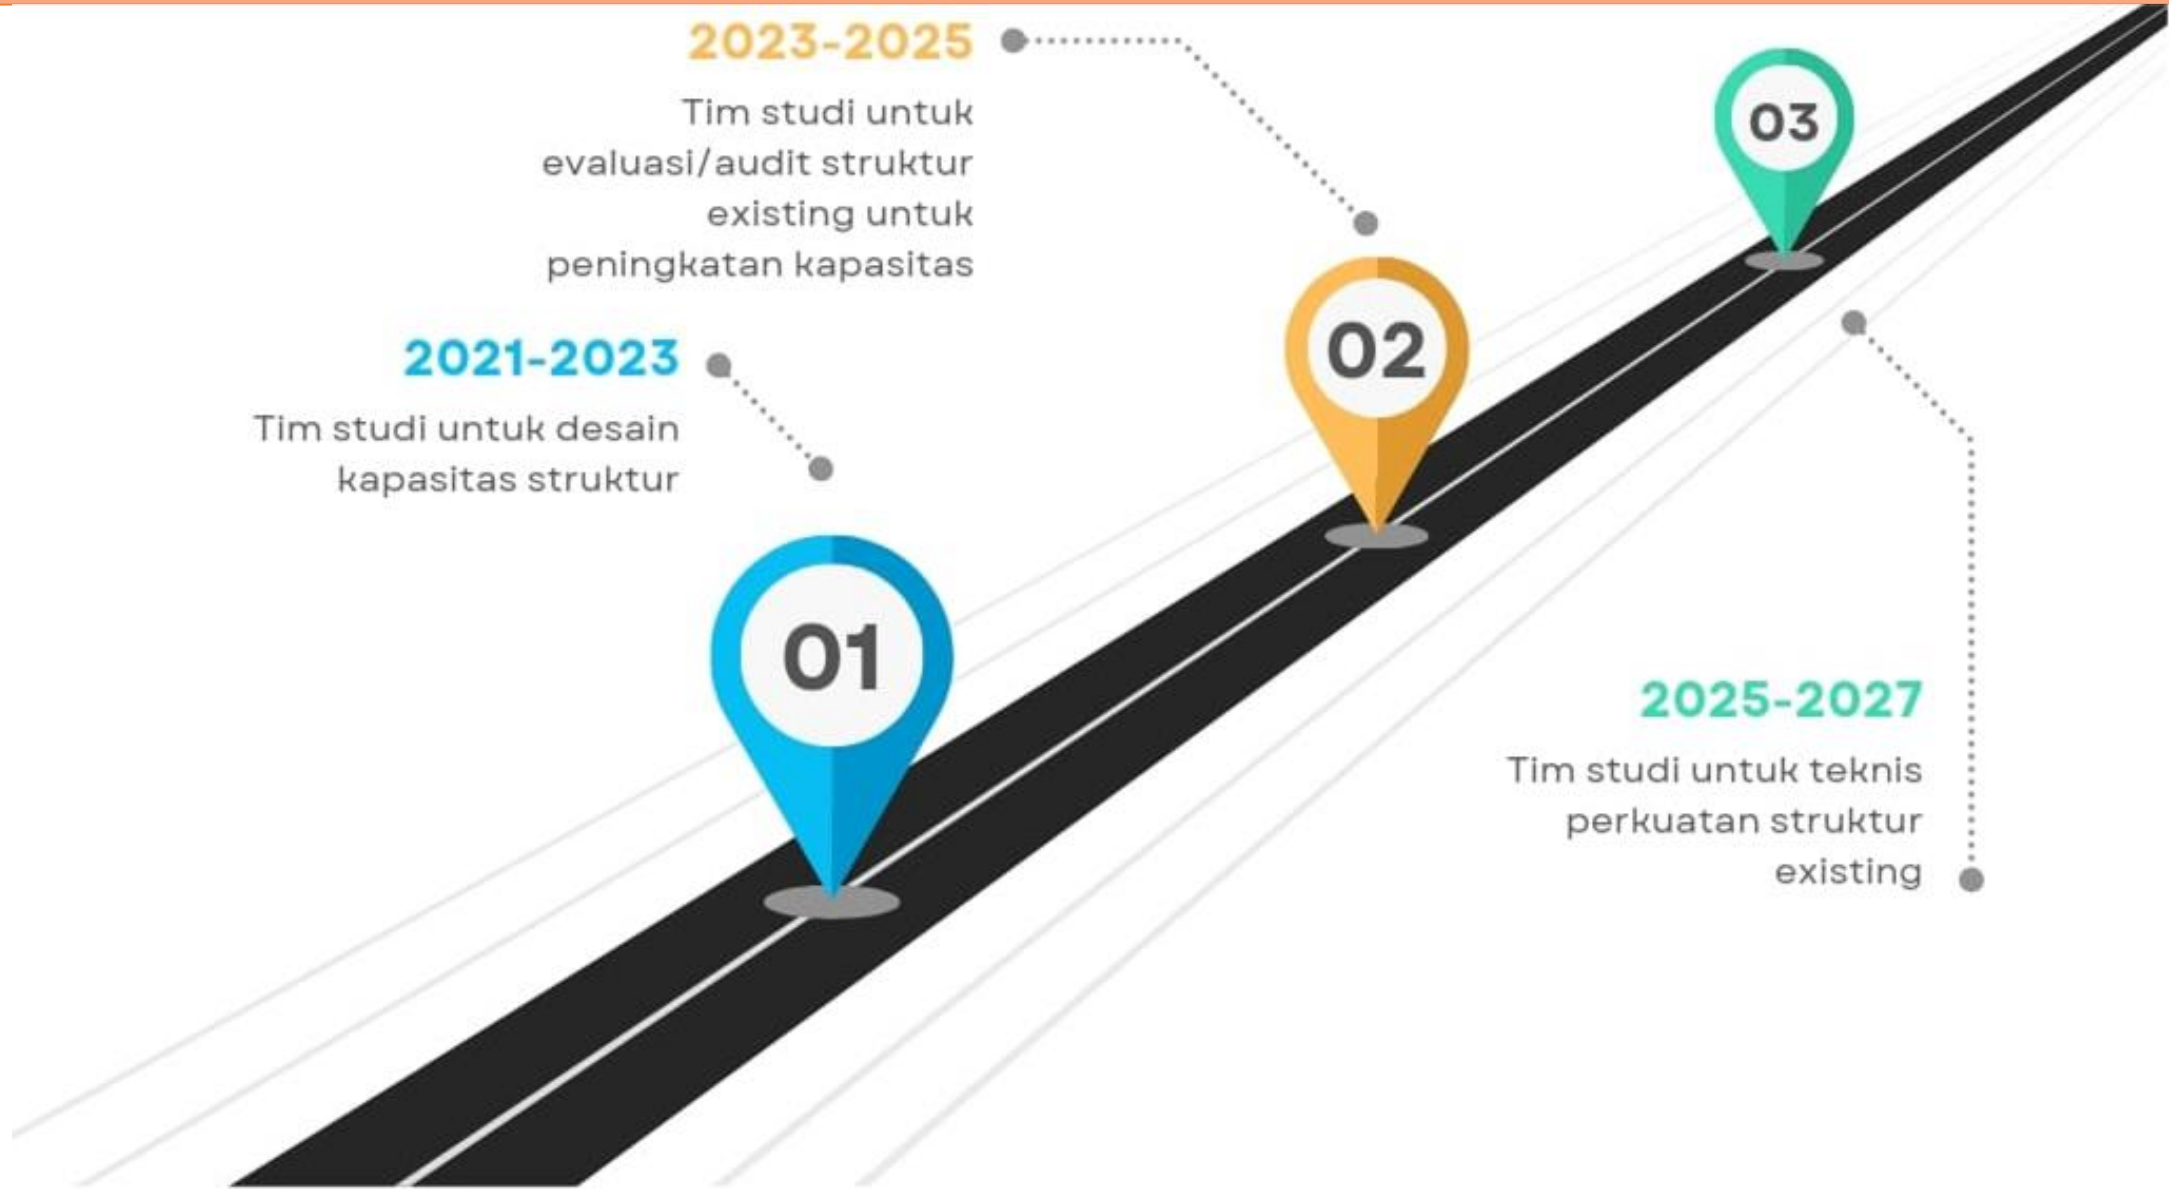 2023-2025
Tim studi untuk
evaluasi/audit struktur
existing untuk
peningkatan kapasitas
2021-2023
Tim studi untuk desain
kapasitas struktur
01
02
03
2025-2027
Tim studi untuk teknis
perkuatan struktur
existing